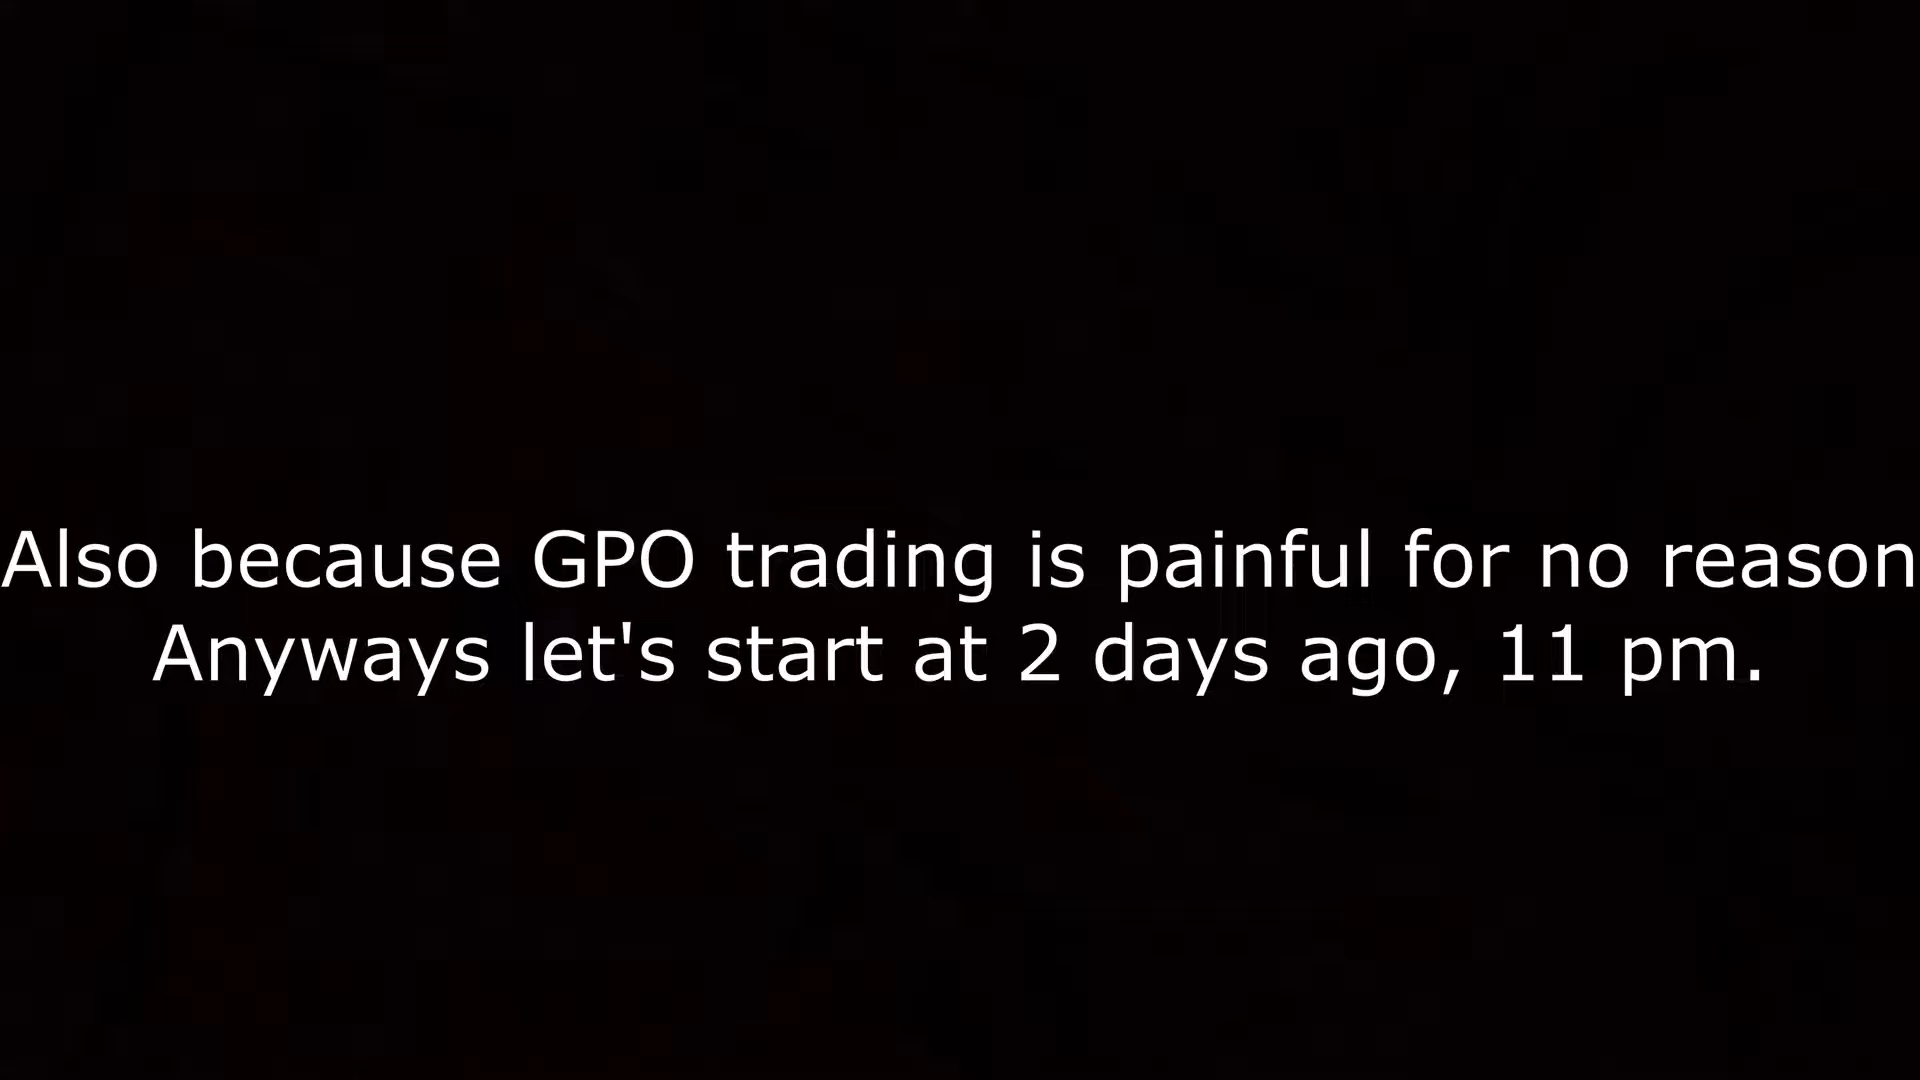 Also because GPO trading is painful for no reason
Anyways let's start at 2 days ago, 11 pm.